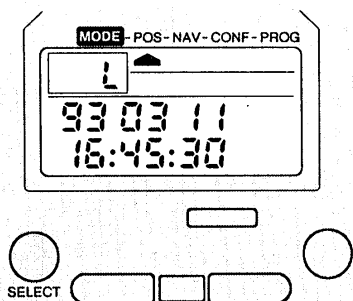 MODE - POS - NAV - CONF - PROG
L
93 03 11
16:45:30
SELECT